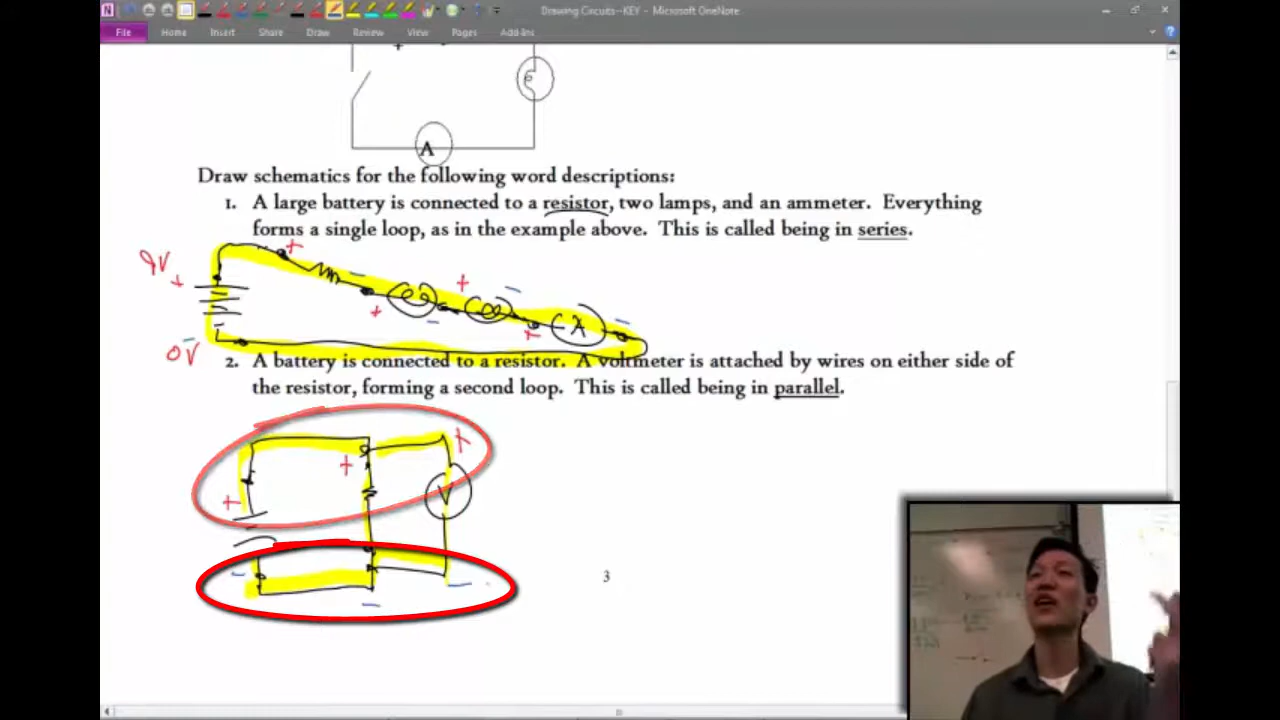 Drawing Circuits--KEY - Microsoft OneNote
File Home Insert Share Draw Review View Pages Add-Ins
+
A
Draw schematics for the following word descriptions:
1. A large battery is connected to a resistor, two lamps, and an ammeter. Everything
forms a single loop, as in the example above. This is called being in series.
9V + + - + - + - + - A
- 0V
2. A battery is connected to a resistor. A voltmeter is attached by wires on either side of
the resistor, forming a second loop. This is called being in parallel.
+ + + V
- - -
3